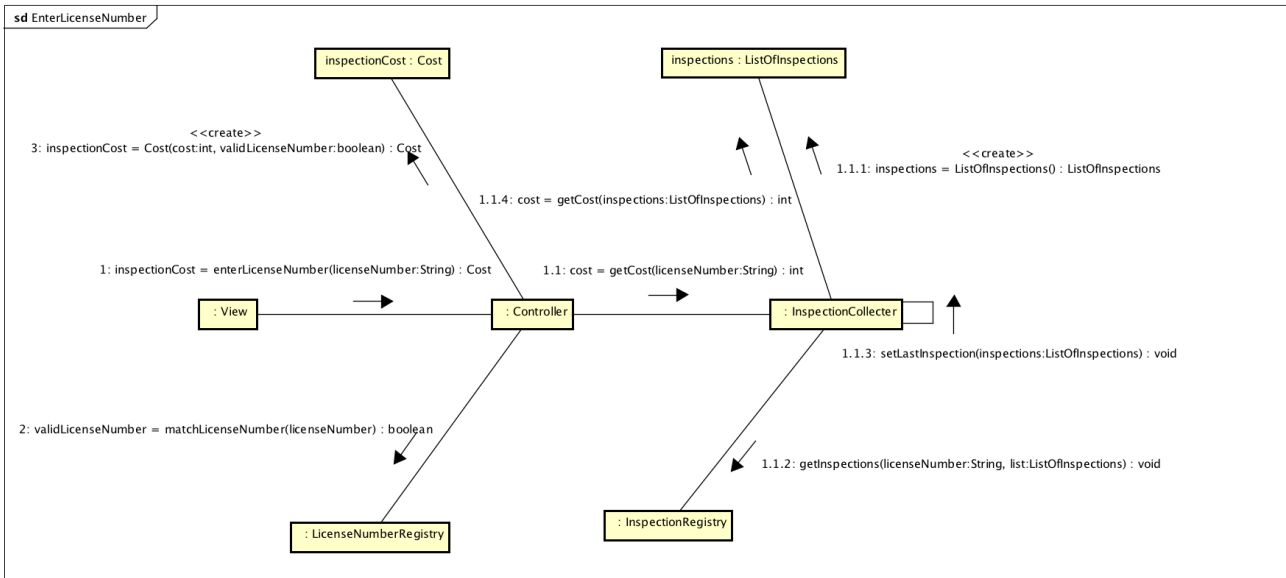 sd EnterLicenseNumber
inspectionCost : Cost
inspections : ListOfInspections
<<create>>
3: inspectionCost = Cost(cost:int, validLicenseNumber:boolean) : Cost
<<create>>
1.1.1: inspections = ListOfInspections() : ListOfInspections
1.1.4: cost = getCost(inspections:ListOfInspections) : int
1: inspectionCost = enterLicenseNumber(licenseNumber:String) : Cost
1.1: cost = getCost(licenseNumber:String) : int
: View
: Controller
: InspectionCollecter
1.1.3: setLastInspection(inspections:ListOfInspections) : void
2: validLicenseNumber = matchLicenseNumber(licenseNumber) : boolean
1.1.2: getInspections(licenseNumber:String, list:ListOfInspections) : void
: LicenseNumberRegistry
: InspectionRegistry